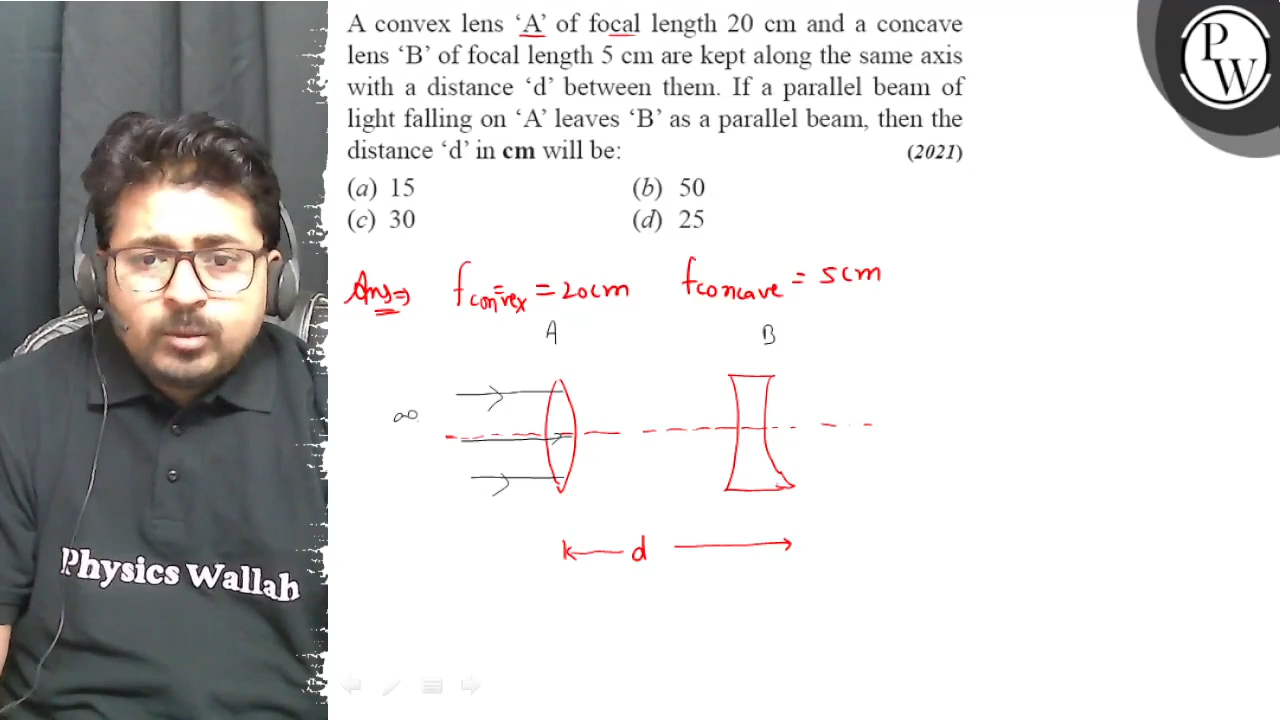 A convex lens ‘A’ of focal length 20 cm and a concave
lens ‘B’ of focal length 5 cm are kept along the same axis
with a distance ‘d’ between them. If a parallel beam of
light falling on ‘A’ leaves ‘B’ as a parallel beam, then the
distance ‘d’ in cm will be: (2021)
(a) 15 (b) 50
(c) 30 (d) 25
Ans⇒ fconvex = 20cm fconcave = 5cm
A B
∞
d
Physics Wallah
PW